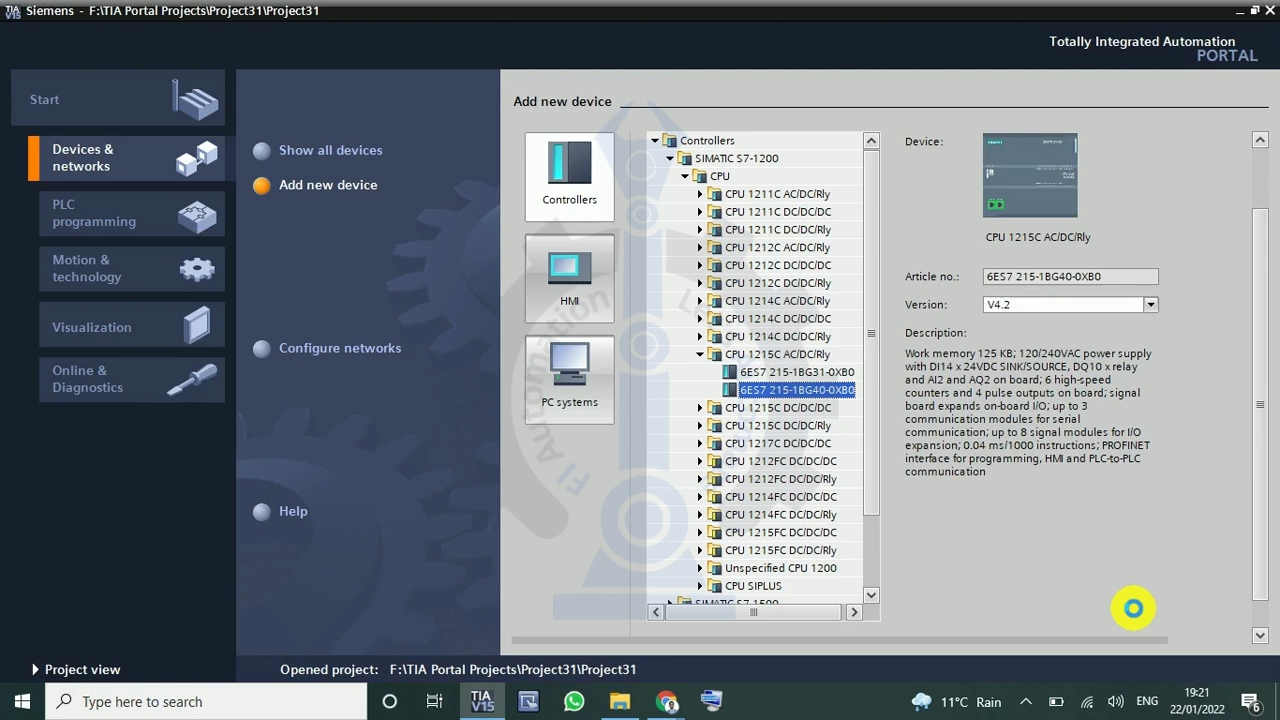 Siemens - F:\TIA Portal Projects\Project31\Project31
Totally Integrated Automation
PORTAL
Start
Devices &
networks
PLC
programming
Motion &
technology
Visualization
Online &
Diagnostics
Show all devices
Add new device
Configure networks
Help
Add new device
Controllers
HMI
PC systems
Controllers
SIMATIC S7-1200
CPU
CPU 1211C AC/DC/Rly
CPU 1211C DC/DC/DC
CPU 1211C DC/DC/Rly
CPU 1212C AC/DC/Rly
CPU 1212C DC/DC/DC
CPU 1212C DC/DC/Rly
CPU 1214C AC/DC/Rly
CPU 1214C DC/DC/DC
CPU 1214C DC/DC/Rly
CPU 1215C AC/DC/Rly
6ES7 215-1BG31-0XB0
6ES7 215-1BG40-0XB0
CPU 1215C DC/DC/DC
CPU 1215C DC/DC/Rly
CPU 1217C DC/DC/DC
CPU 1212FC DC/DC/DC
CPU 1212FC DC/DC/Rly
CPU 1214FC DC/DC/DC
CPU 1214FC DC/DC/Rly
CPU 1215FC DC/DC/DC
CPU 1215FC DC/DC/Rly
Unspecified CPU 1200
CPU SIPLUS
SIMATIC S7-1500
Device:
CPU 1215C AC/DC/Rly
Article no.: 6ES7 215-1BG40-0XB0
Version: V4.2
Description:
Work memory 125 KB; 120/240VAC power supply
with DI14 x 24VDC SINK/SOURCE, DQ10 x relay
and AI2 and AQ2 on board; 6 high-speed
counters and 4 pulse outputs on board; signal
board expands on-board I/O; up to 3
communication modules for serial
communication; up to 8 signal modules for I/O
expansion; 0.04 ms/1000 instructions; PROFINET
interface for programming, HMI and PLC-to-PLC
communication
FI Automation
Project view
Opened project: F:\TIA Portal Projects\Project31\Project31
Type here to search
TIA
V15
11°C Rain
ENG
19:21
22/01/2022
6